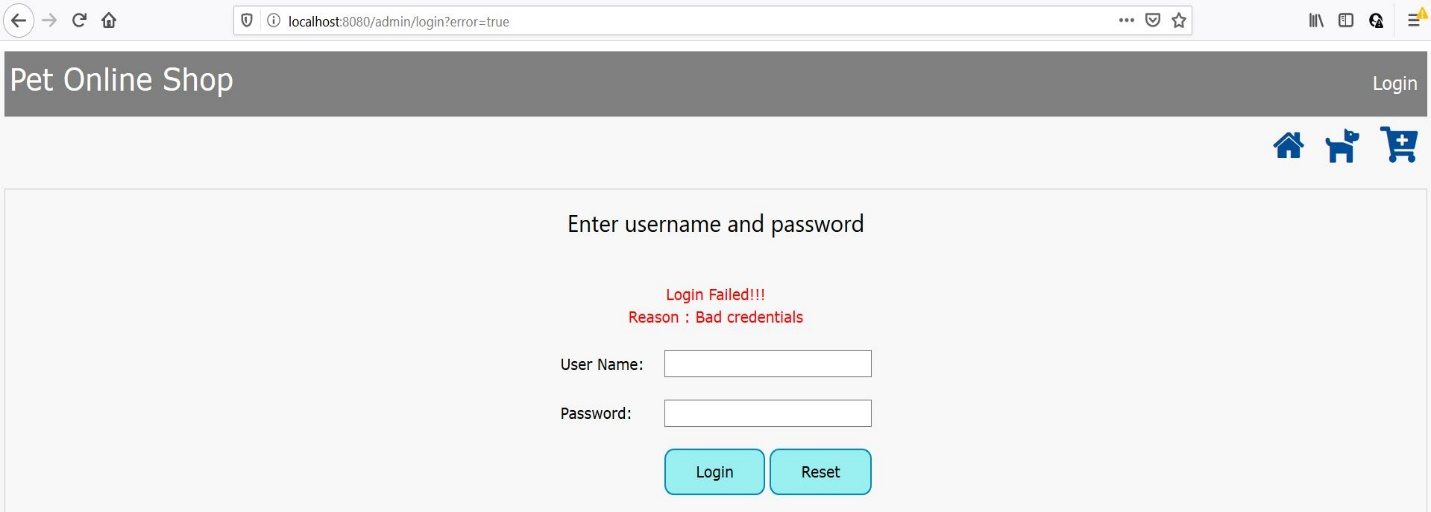 localhost:8080/admin/login?error=true
Pet Online Shop
Login
Enter username and password
Login Failed!!!
Reason : Bad credentials
User Name:
Password:
Login Reset